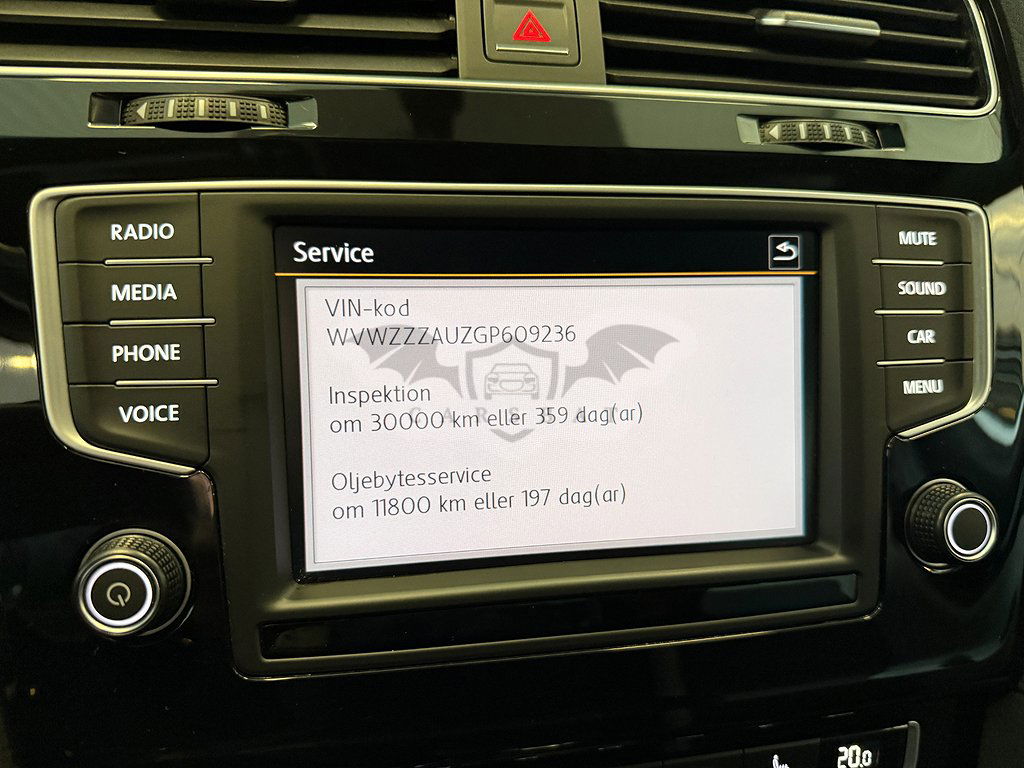 RADIO
MEDIA
PHONE
VOICE
Service
VIN-kod
WVWZZZAUZGP609236
Inspektion
om 30000 km eller 359 dag(ar)
Oljebytesservice
om 11800 km eller 197 dag(ar)
MUTE
SOUND
CAR
MENU
20.0